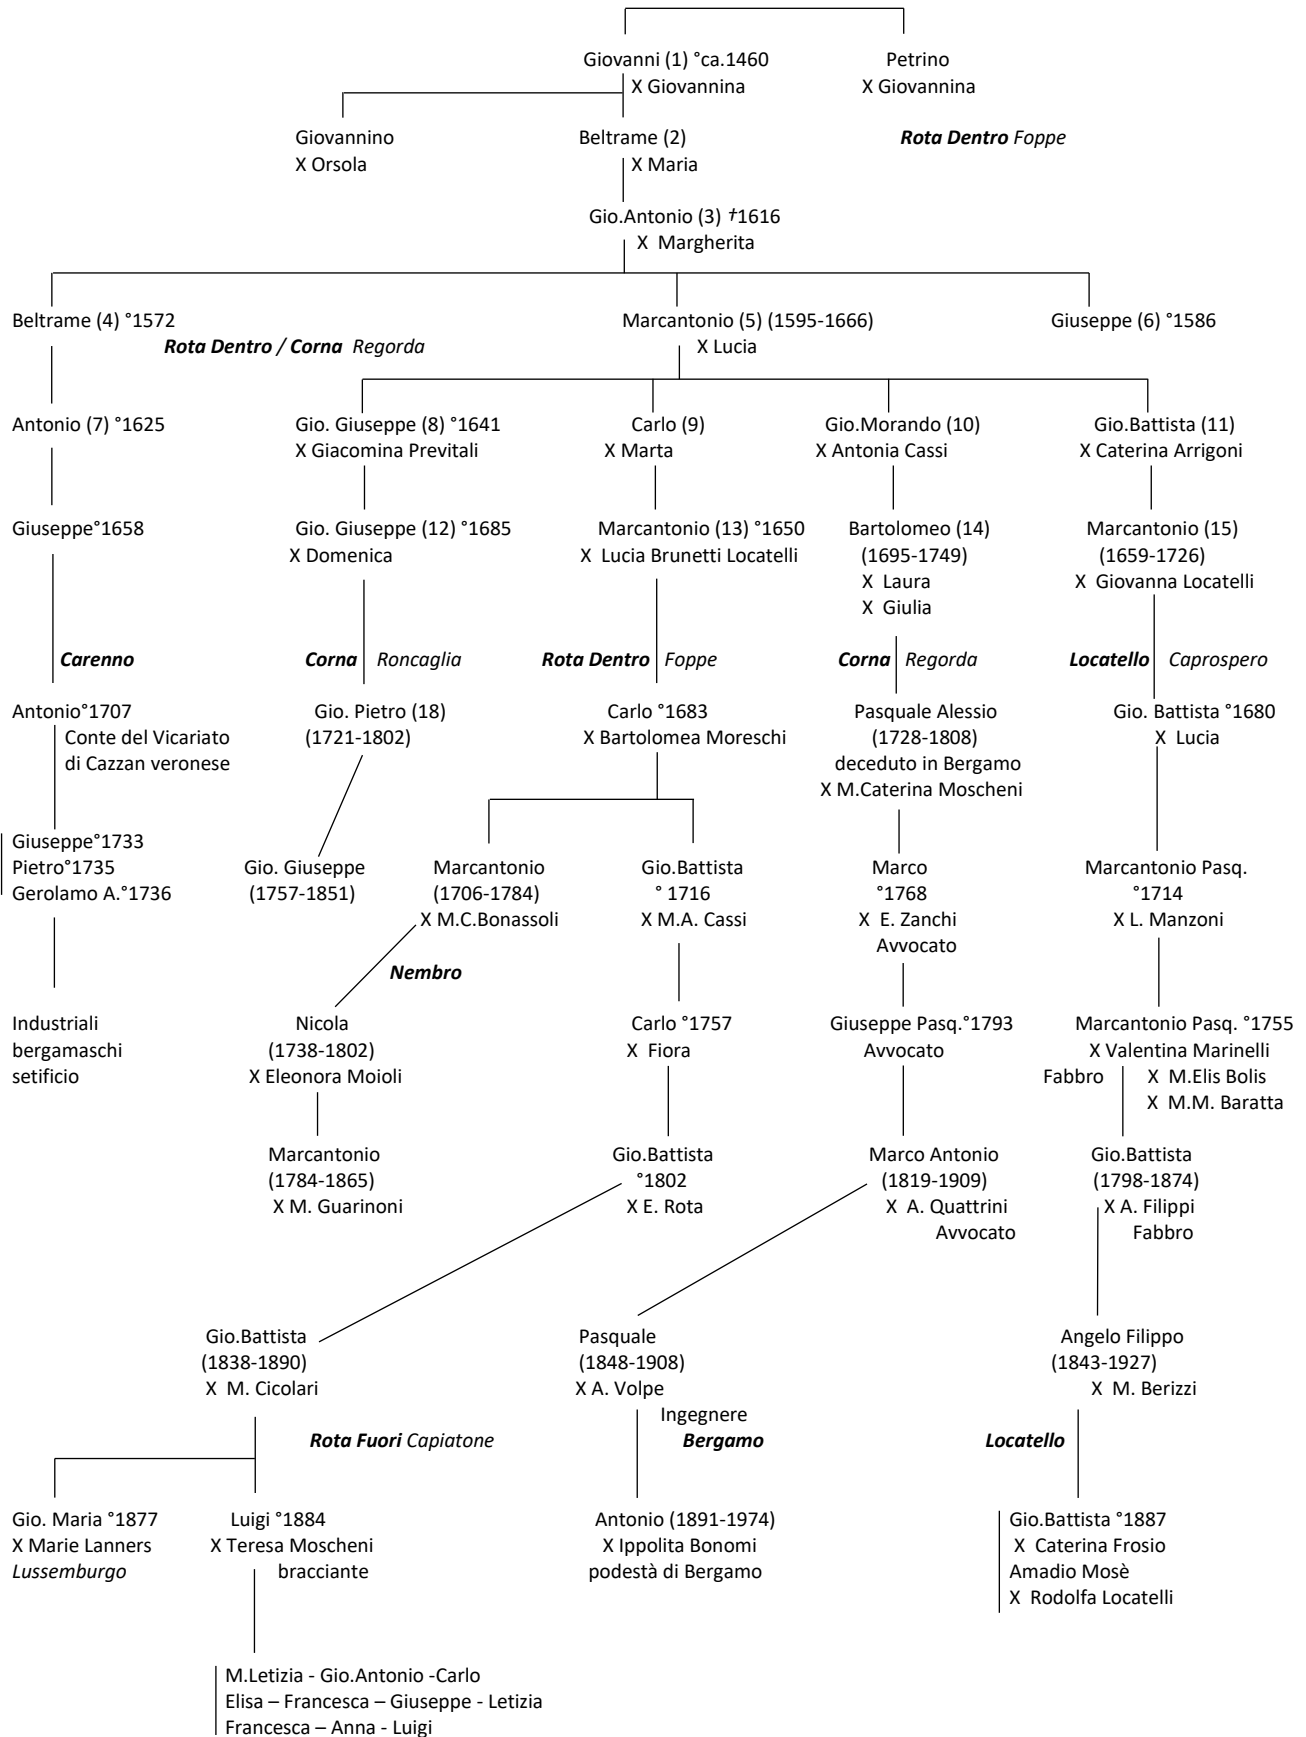 Giovanni (1) °ca.1460
X Giovannina
Petrino
X Giovannina
Giovannino
X Orsola
Beltrame (2)
X Maria
Rota Dentro Foppe
Gio.Antonio (3) †1616
X Margherita
Beltrame (4) °1572
Marcantonio (5) (1595-1666)
X Lucia
Giuseppe (6) °1586
Rota Dentro / Corna Regorda
Antonio (7) °1625
Gio. Giuseppe (8) °1641
X Giacomina Previtali
Carlo (9)
X Marta
Gio.Morando (10)
X Antonia Cassi
Gio.Battista (11)
X Caterina Arrigoni
Giuseppe°1658
Gio. Giuseppe (12) °1685
X Domenica
Marcantonio (13) °1650
X Lucia Brunetti Locatelli
Bartolomeo (14)
(1695-1749)
X Laura
X Giulia
Marcantonio (15)
(1659-1726)
X Giovanna Locatelli
Carenno
Corna Roncaglia
Rota Dentro Foppe
Corna Regorda
Locatello Caprospero
Antonio°1707
Conte del Vicariato
di Cazzan veronese
Gio. Pietro (18)
(1721-1802)
Carlo °1683
X Bartolomea Moreschi
Pasquale Alessio
(1728-1808)
deceduto in Bergamo
X M.Caterina Moscheni
Gio. Battista °1680
X Lucia
Giuseppe°1733
Pietro°1735
Gerolamo A.°1736
Gio. Giuseppe
(1757-1851)
Marcantonio
(1706-1784)
X M.C.Bonassoli
Gio.Battista
° 1716
X M.A. Cassi
Marco
°1768
X E. Zanchi
Avvocato
Marcantonio Pasq.
°1714
X L. Manzoni
Nembro
Industriali
bergamaschi
setificio
Nicola
(1738-1802)
X Eleonora Moioli
Carlo °1757
X Fiora
Giuseppe Pasq.°1793
Avvocato
Marcantonio Pasq. °1755
X Valentina Marinelli
Fabbro X M.Elis Bolis
X M.M. Baratta
Marcantonio
(1784-1865)
X M. Guarinoni
Gio.Battista
°1802
X E. Rota
Marco Antonio
(1819-1909)
X A. Quattrini
Avvocato
Gio.Battista
(1798-1874)
X A. Filippi
Fabbro
Gio.Battista
(1838-1890)
X M. Cicolari
Pasquale
(1848-1908)
X A. Volpe
Ingegnere
Angelo Filippo
(1843-1927)
X M. Berizzi
Rota Fuori Capiatone
Bergamo
Locatello
Gio. Maria °1877
X Marie Lanners
Lussemburgo
Luigi °1884
X Teresa Moscheni
bracciante
Antonio (1891-1974)
X Ippolita Bonomi
podestà di Bergamo
Gio.Battista °1887
X Caterina Frosio
Amadio Mosè
X Rodolfa Locatelli
M.Letizia - Gio.Antonio -Carlo
Elisa – Francesca – Giuseppe - Letizia
Francesca – Anna - Luigi